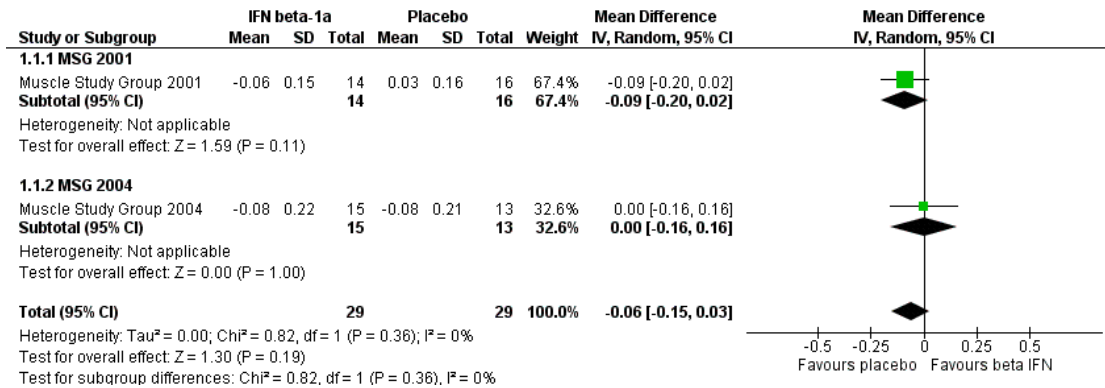 IFN beta-1a Placebo Mean Difference Mean Difference
Study or Subgroup Mean SD Total Mean SD Total Weight IV, Random, 95% CI IV, Random, 95% CI
1.1.1 MSG 2001
Muscle Study Group 2001 -0.06 0.15 14 0.03 0.16 16 67.4% -0.09 [-0.20, 0.02]
Subtotal (95% CI) 14 16 67.4% -0.09 [-0.20, 0.02]
Heterogeneity: Not applicable
Test for overall effect: Z = 1.59 (P = 0.11)
1.1.2 MSG 2004
Muscle Study Group 2004 -0.08 0.22 15 -0.08 0.21 13 32.6% 0.00 [-0.16, 0.16]
Subtotal (95% CI) 15 13 32.6% 0.00 [-0.16, 0.16]
Heterogeneity: Not applicable
Test for overall effect: Z = 0.00 (P = 1.00)
Total (95% CI) 29 29 100.0% -0.06 [-0.15, 0.03]
Heterogeneity: Tau² = 0.00; Chi² = 0.82, df = 1 (P = 0.36); I² = 0%
Test for overall effect: Z = 1.30 (P = 0.19)
Test for subgroup differences: Chi² = 0.82, df = 1 (P = 0.36), I² = 0%
-0.5 -0.25 0 0.25 0.5
Favours placebo Favours beta IFN